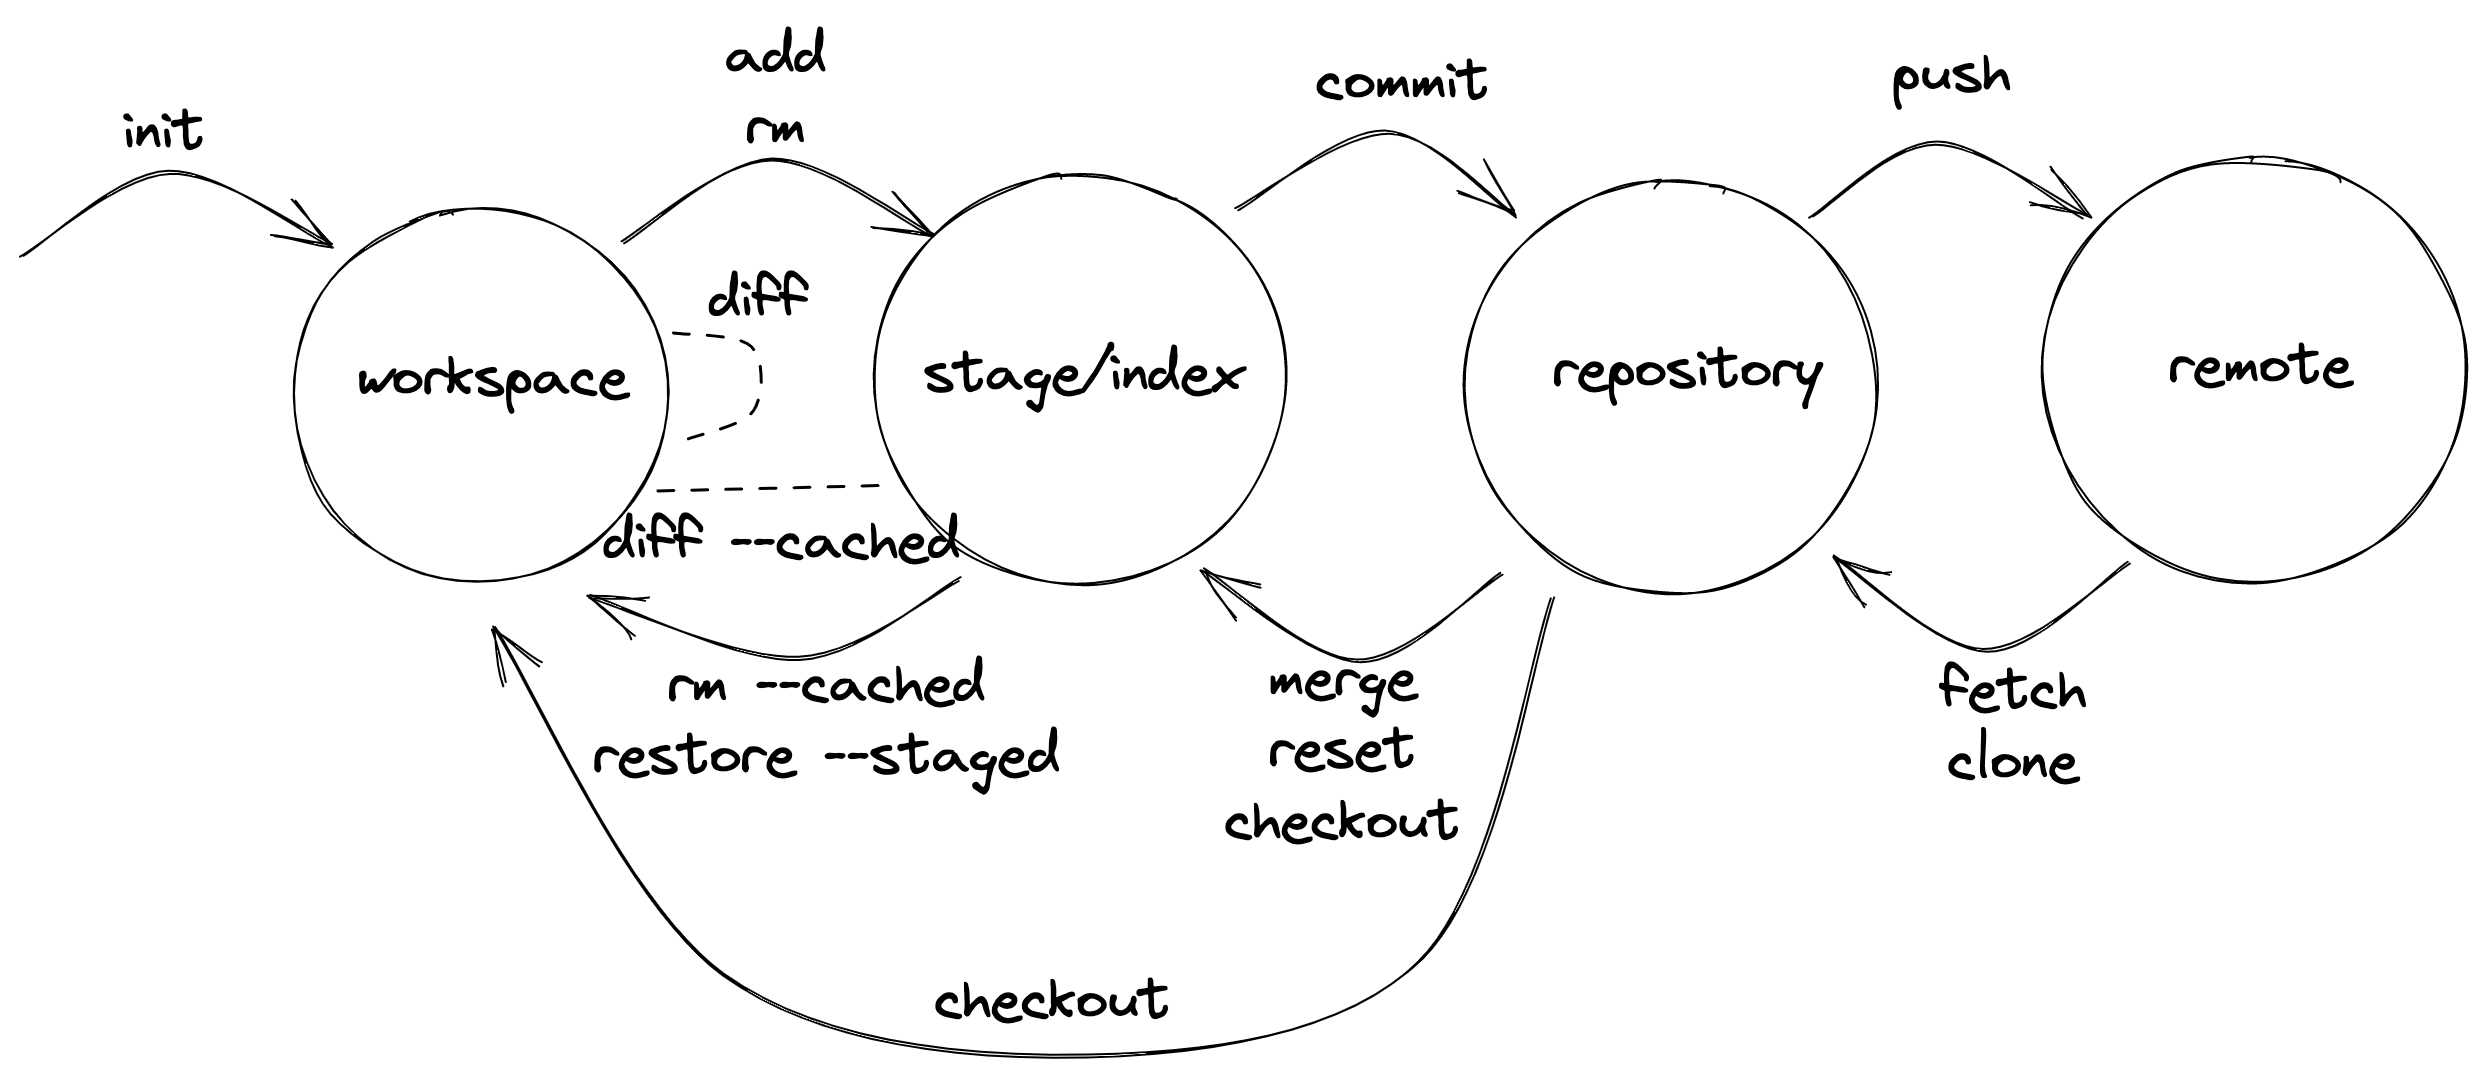 init
add
rm
commit
push
diff
workspace
stage/index
repository
remote
diff --cached
rm --cached
restore --staged
merge
reset
checkout
fetch
clone
checkout